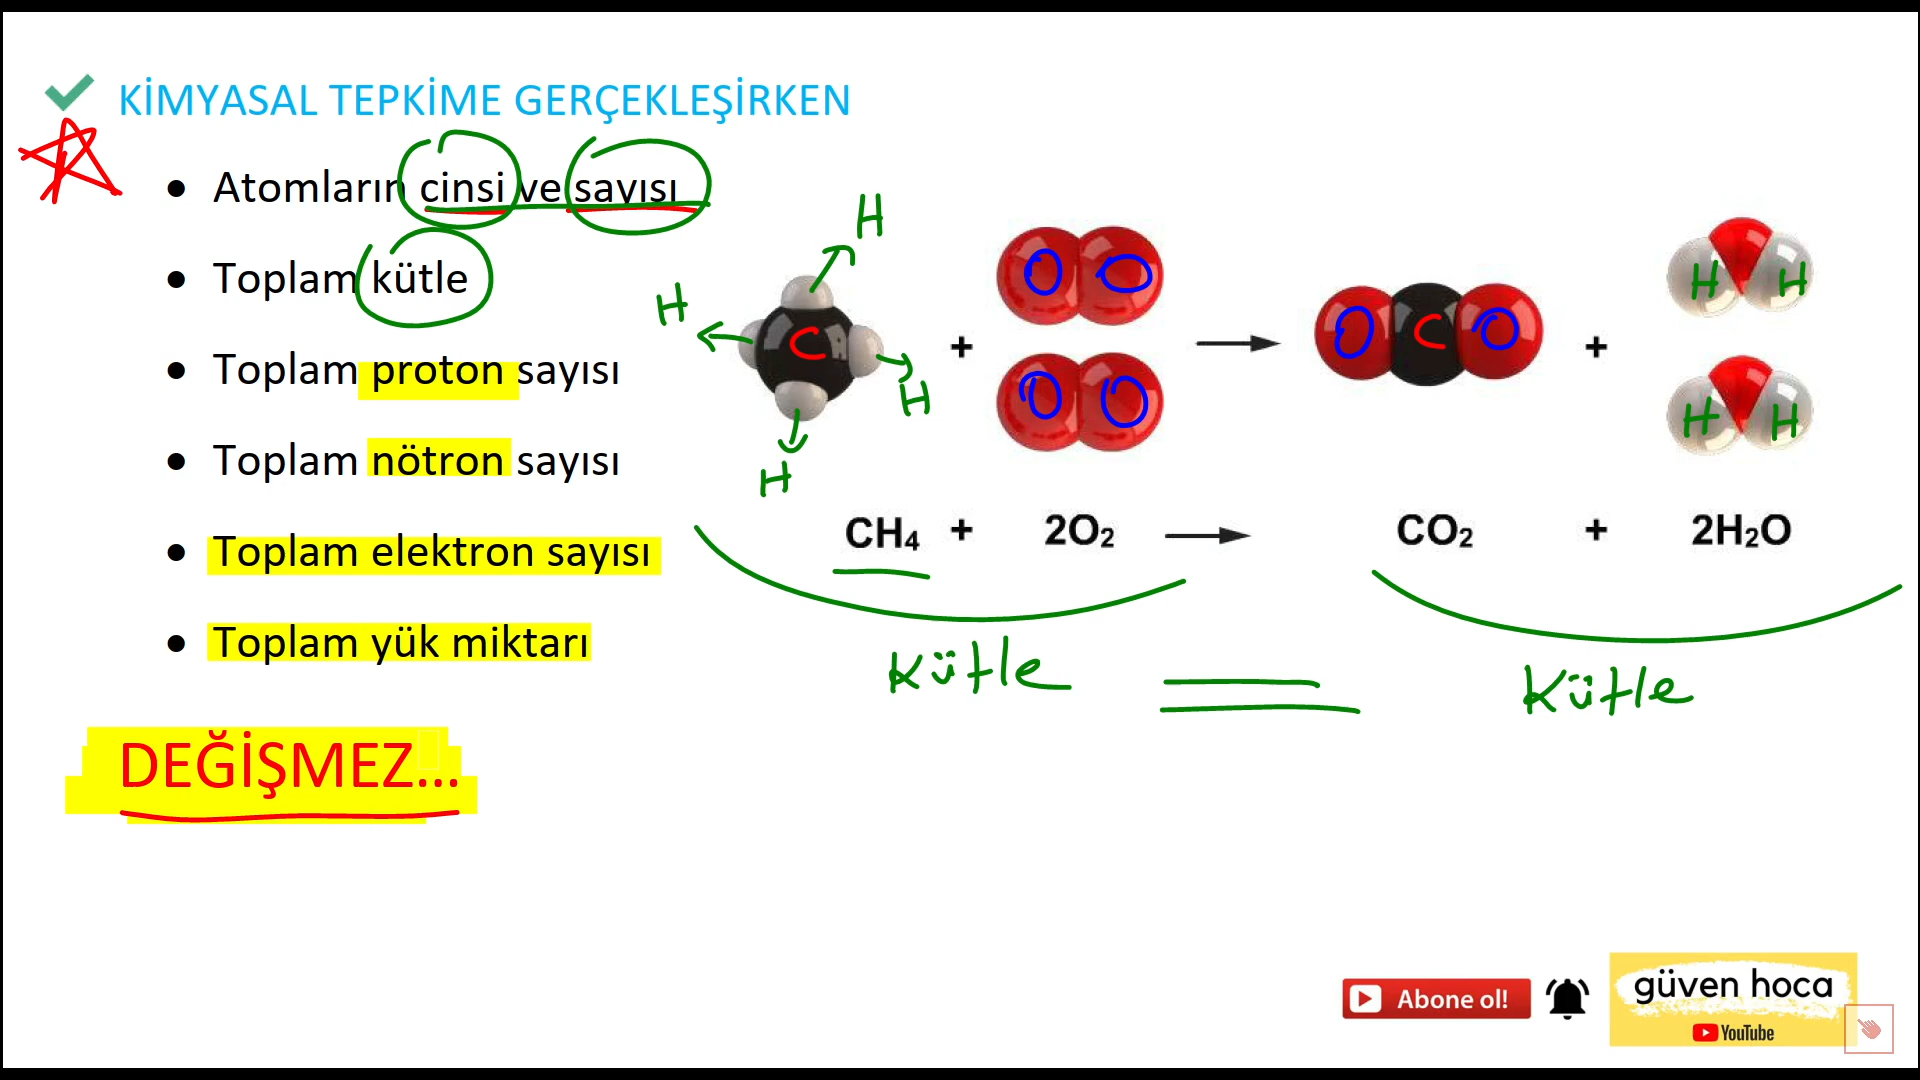 KİMYASAL TEPKİME GERÇEKLEŞİRKEN
• Atomların cinsi ve sayısı
• Toplam kütle
• Toplam proton sayısı
• Toplam nötron sayısı
• Toplam elektron sayısı
• Toplam yük miktarı
DEĞİŞMEZ...
H
H
C
H
H
+
O O
O O
O C O
+
H H
H H
CH₄ + 2O₂ → CO₂ + 2H₂O
Kütle = Kütle
Abone ol!
güven hoca
YouTube